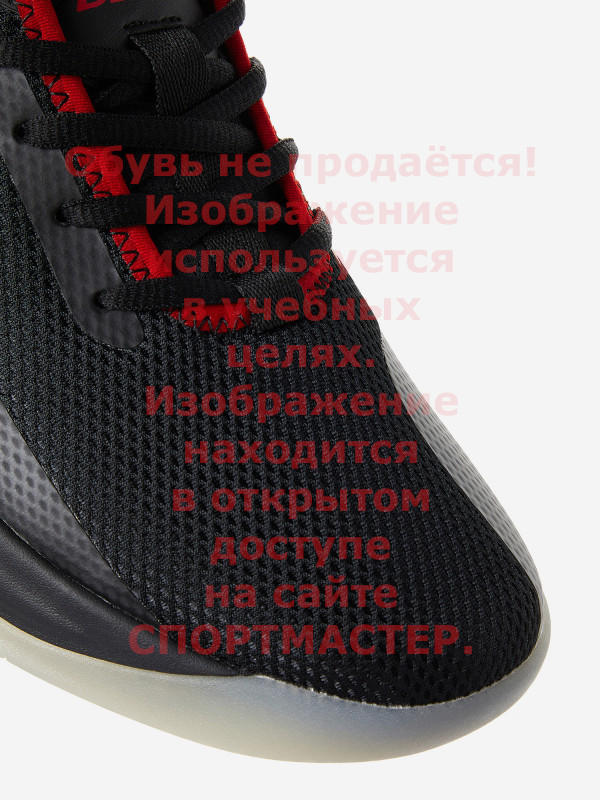 Обувь не продаётся!
Изображение
используется
в учебных
целях.
Изображение
находится
в открытом
доступе
на сайте
СПОРТМАСТЕР.